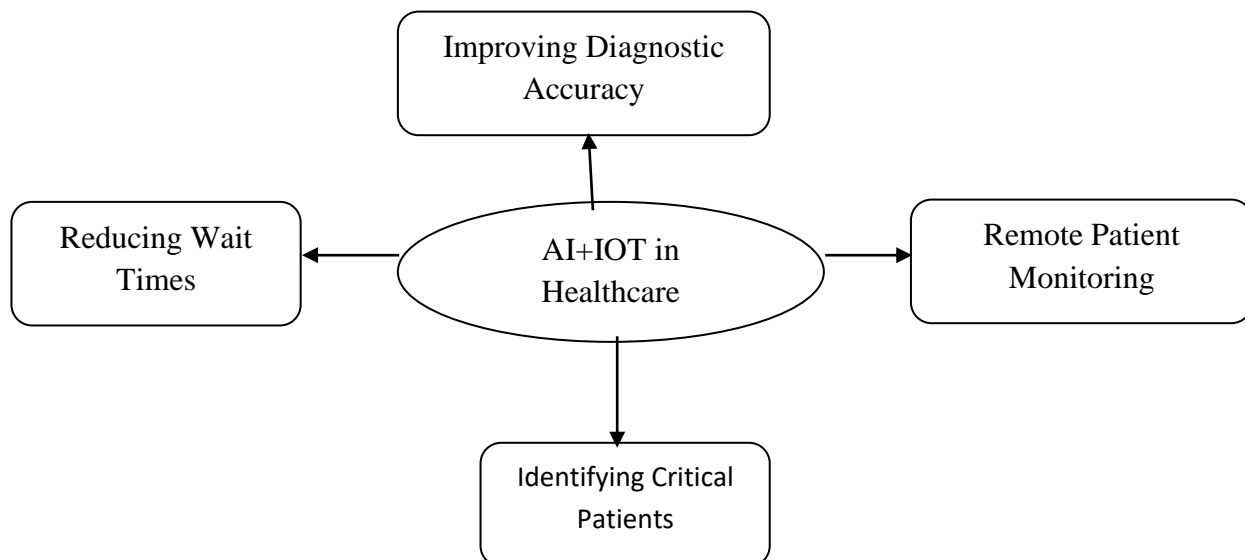 Improving Diagnostic
Accuracy
Reducing Wait
Times
AI+IOT in
Healthcare
Remote Patient
Monitoring
Identifying Critical
Patients